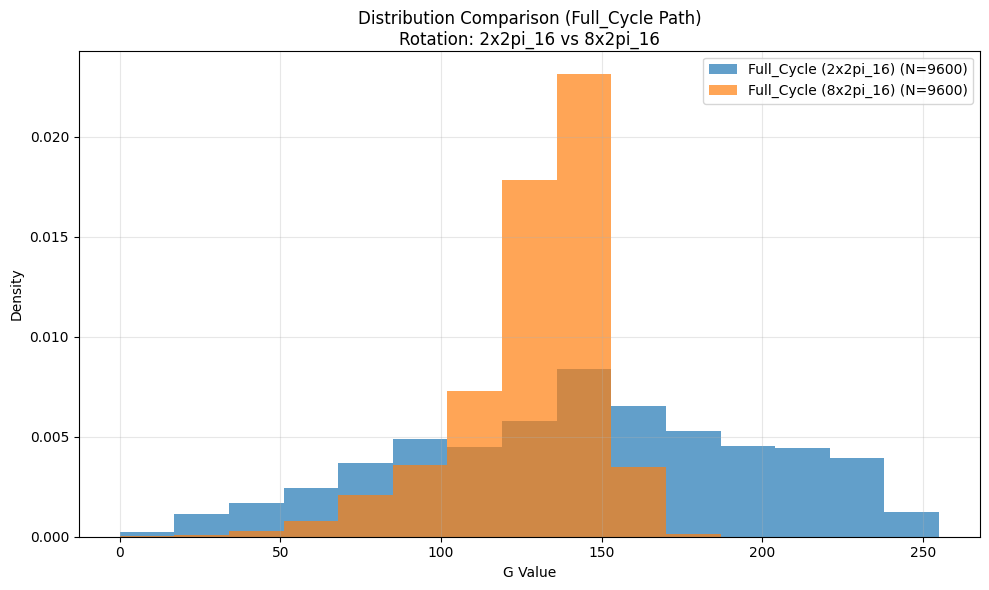 Distribution Comparison (Full_Cycle Path)
Rotation: 2x2pi_16 vs 8x2pi_16
Full_Cycle (2x2pi_16) (N=9600)
Full_Cycle (8x2pi_16) (N=9600)
0.020
0.015
0.010
0.005
0.000
Density
0 50 100 150 200 250
G Value